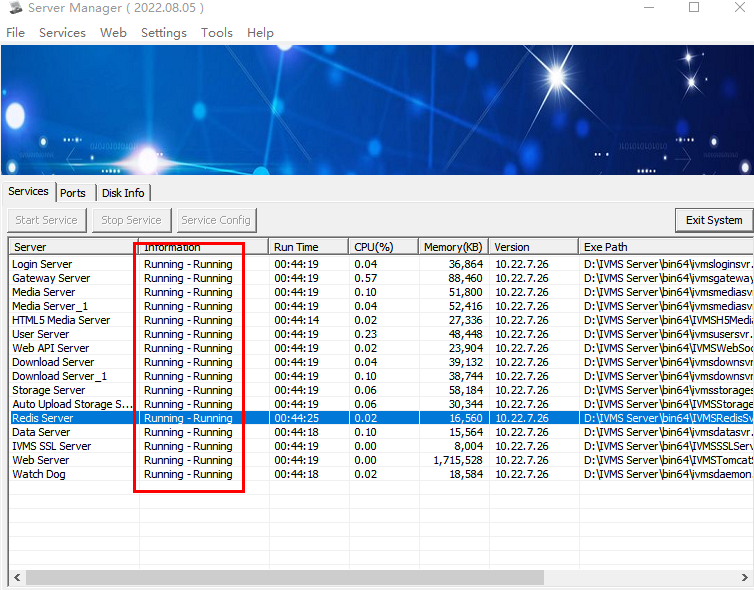 Server Manager ( 2022.08.05 )
File Services Web Settings Tools Help
Services Ports Disk Info
Start Service Stop Service Service Config Exit System
Server Information Run Time CPU(%) Memory(KB) Version Exe Path
Login Server Running - Running 00:44:19 0.04 36,864 10.22.7.26 D:\IVMS Server\bin64\ivmsloginsvr.
Gateway Server Running - Running 00:44:19 0.57 88,460 10.22.7.26 D:\IVMS Server\bin64\ivmsgateway
Media Server Running - Running 00:44:19 0.10 51,800 10.22.7.26 D:\IVMS Server\bin64\ivmsmediasv
Media Server_1 Running - Running 00:44:19 0.04 52,416 10.22.7.26 D:\IVMS Server\bin64\ivmsmediasv
HTML5 Media Server Running - Running 00:44:14 0.02 27,336 10.22.7.26 D:\IVMS Server\bin64\IVMSH5Media
User Server Running - Running 00:44:19 0.23 48,448 10.22.7.26 D:\IVMS Server\bin64\ivmsusersvr.
Web API Server Running - Running 00:44:19 0.02 23,904 10.22.7.26 D:\IVMS Server\bin64\IVMSWebSoc
Download Server Running - Running 00:44:19 0.04 39,132 10.22.7.26 D:\IVMS Server\bin64\ivmsdownsvr
Download Server_1 Running - Running 00:44:19 0.10 38,744 10.22.7.26 D:\IVMS Server\bin64\ivmsdownsvr
Storage Server Running - Running 00:44:19 0.06 58,184 10.22.7.26 D:\IVMS Server\bin64\ivmsstorages
Auto Upload Storage S... Running - Running 00:44:19 0.06 30,344 10.22.7.26 D:\IVMS Server\bin64\ivmsstorages
Redis Server Running - Running 00:44:25 0.02 16,560 10.22.7.26 D:\IVMS Server\bin64\IVMSRedisSv
Data Server Running - Running 00:44:18 0.10 15,564 10.22.7.26 D:\IVMS Server\bin64\ivmsdatasvr.
IVMS SSL Server Running - Running 00:44:19 0.00 8,004 10.22.7.26 D:\IVMS Server\bin64\IVMSSSLServ
Web Server Running - Running 00:44:19 0.00 1,715,528 10.22.7.26 D:\IVMS Server\bin64\IVMSTomcatS
Watch Dog Running - Running 00:44:18 0.02 18,584 10.22.7.26 D:\IVMS Server\bin64\ivmsdaemon.